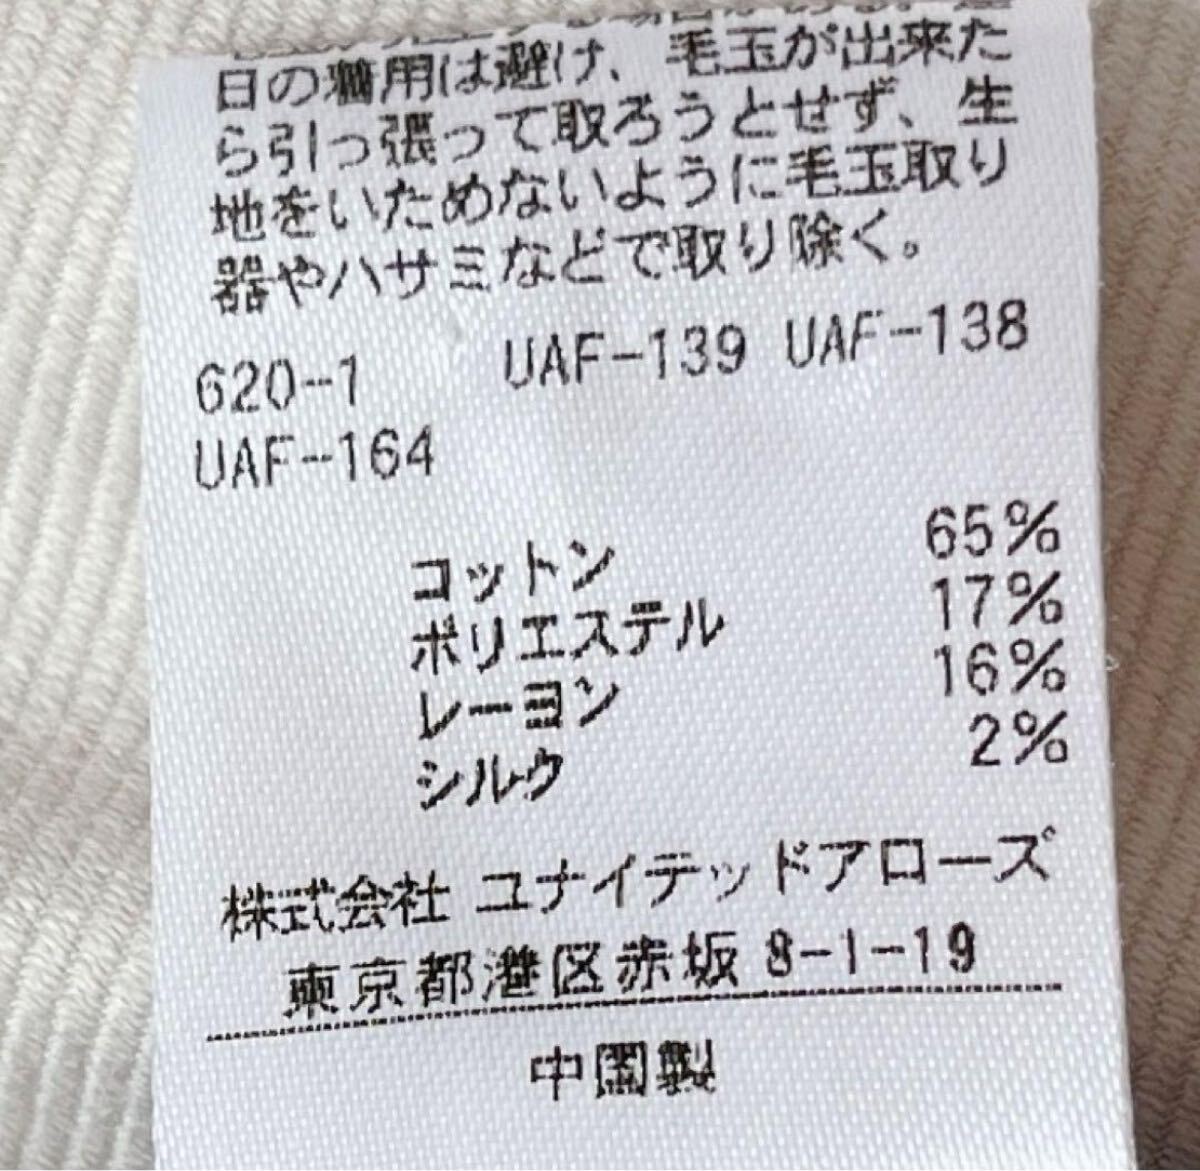 日の着用は避け、毛玉が出来た
ら引っ張って取ろうとせず、生
地をいためないように毛玉取り
器やハサミなどで取り除く。
620-1 UAF-139 UAF-138
UAF-164
コットン 65%
ポリエステル 17%
レーヨン 16%
シルク 2%
株式会社 ユナイテッドアローズ
東京都港区赤坂 8-1-19
中国製